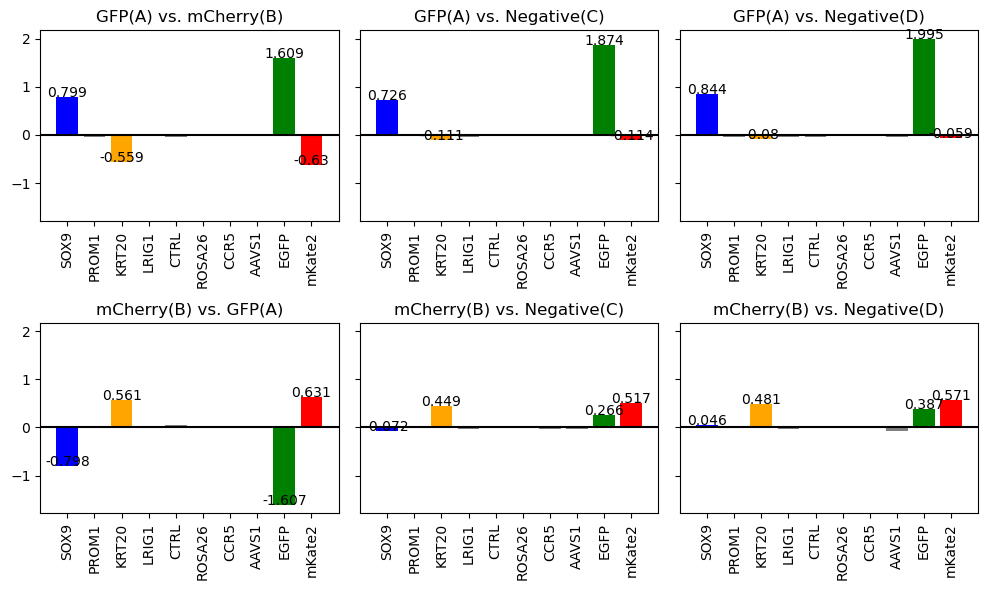 GFP(A) vs. mCherry(B)
GFP(A) vs. Negative(C)
GFP(A) vs. Negative(D)
2
1
0
−1
0.799
-0.559
1.609
-0.63
0.726
-0.111
1.874
-0.114
0.844
-0.08
1.995
-0.059
SOX9
PROM1
KRT20
LRIG1
CTRL
ROSA26
CCR5
AAVS1
EGFP
mKate2
SOX9
PROM1
KRT20
LRIG1
CTRL
ROSA26
CCR5
AAVS1
EGFP
mKate2
SOX9
PROM1
KRT20
LRIG1
CTRL
ROSA26
CCR5
AAVS1
EGFP
mKate2
mCherry(B) vs. GFP(A)
mCherry(B) vs. Negative(C)
mCherry(B) vs. Negative(D)
2
1
0
−1
-0.798
0.561
-1.607
0.631
-0.072
0.449
0.266
0.517
0.046
0.481
0.387
0.571
SOX9
PROM1
KRT20
LRIG1
CTRL
ROSA26
CCR5
AAVS1
EGFP
mKate2
SOX9
PROM1
KRT20
LRIG1
CTRL
ROSA26
CCR5
AAVS1
EGFP
mKate2
SOX9
PROM1
KRT20
LRIG1
CTRL
ROSA26
CCR5
AAVS1
EGFP
mKate2